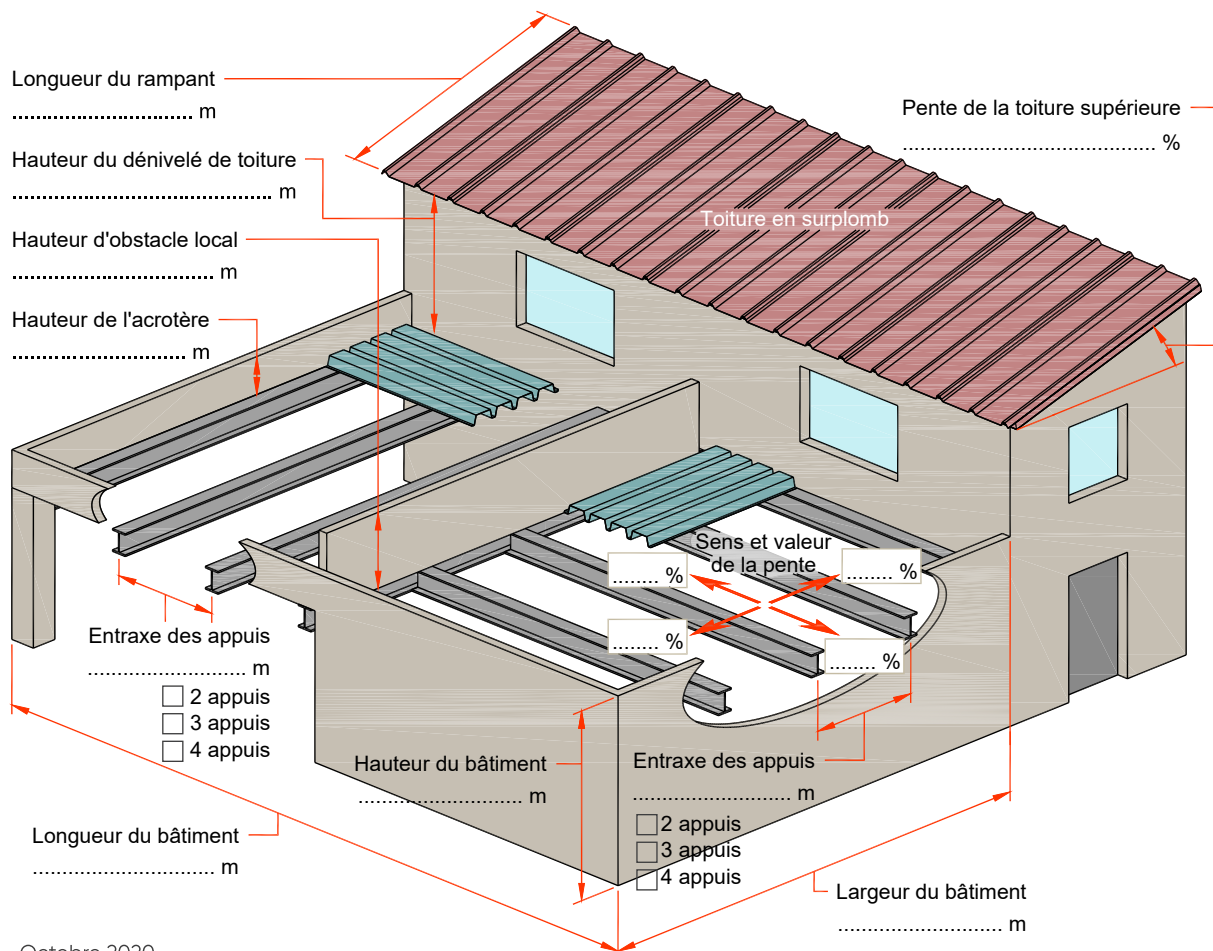 Longueur du rampant
............................... m
Pente de la toiture supérieure
........................................... %
Hauteur du dénivelé de toiture
............................................ m
Toiture en surplomb
Hauteur d'obstacle local
.................................. m
Hauteur de l'acrotère
............................. m
Sens et valeur
de la pente
........ %
........ %
........ %
........ %
Entraxe des appuis
........................... m
2 appuis
3 appuis
4 appuis
Hauteur du bâtiment
............................ m
Entraxe des appuis
........................... m
2 appuis
3 appuis
4 appuis
Longueur du bâtiment
............................... m
Largeur du bâtiment
............................ m
Octobre 2020